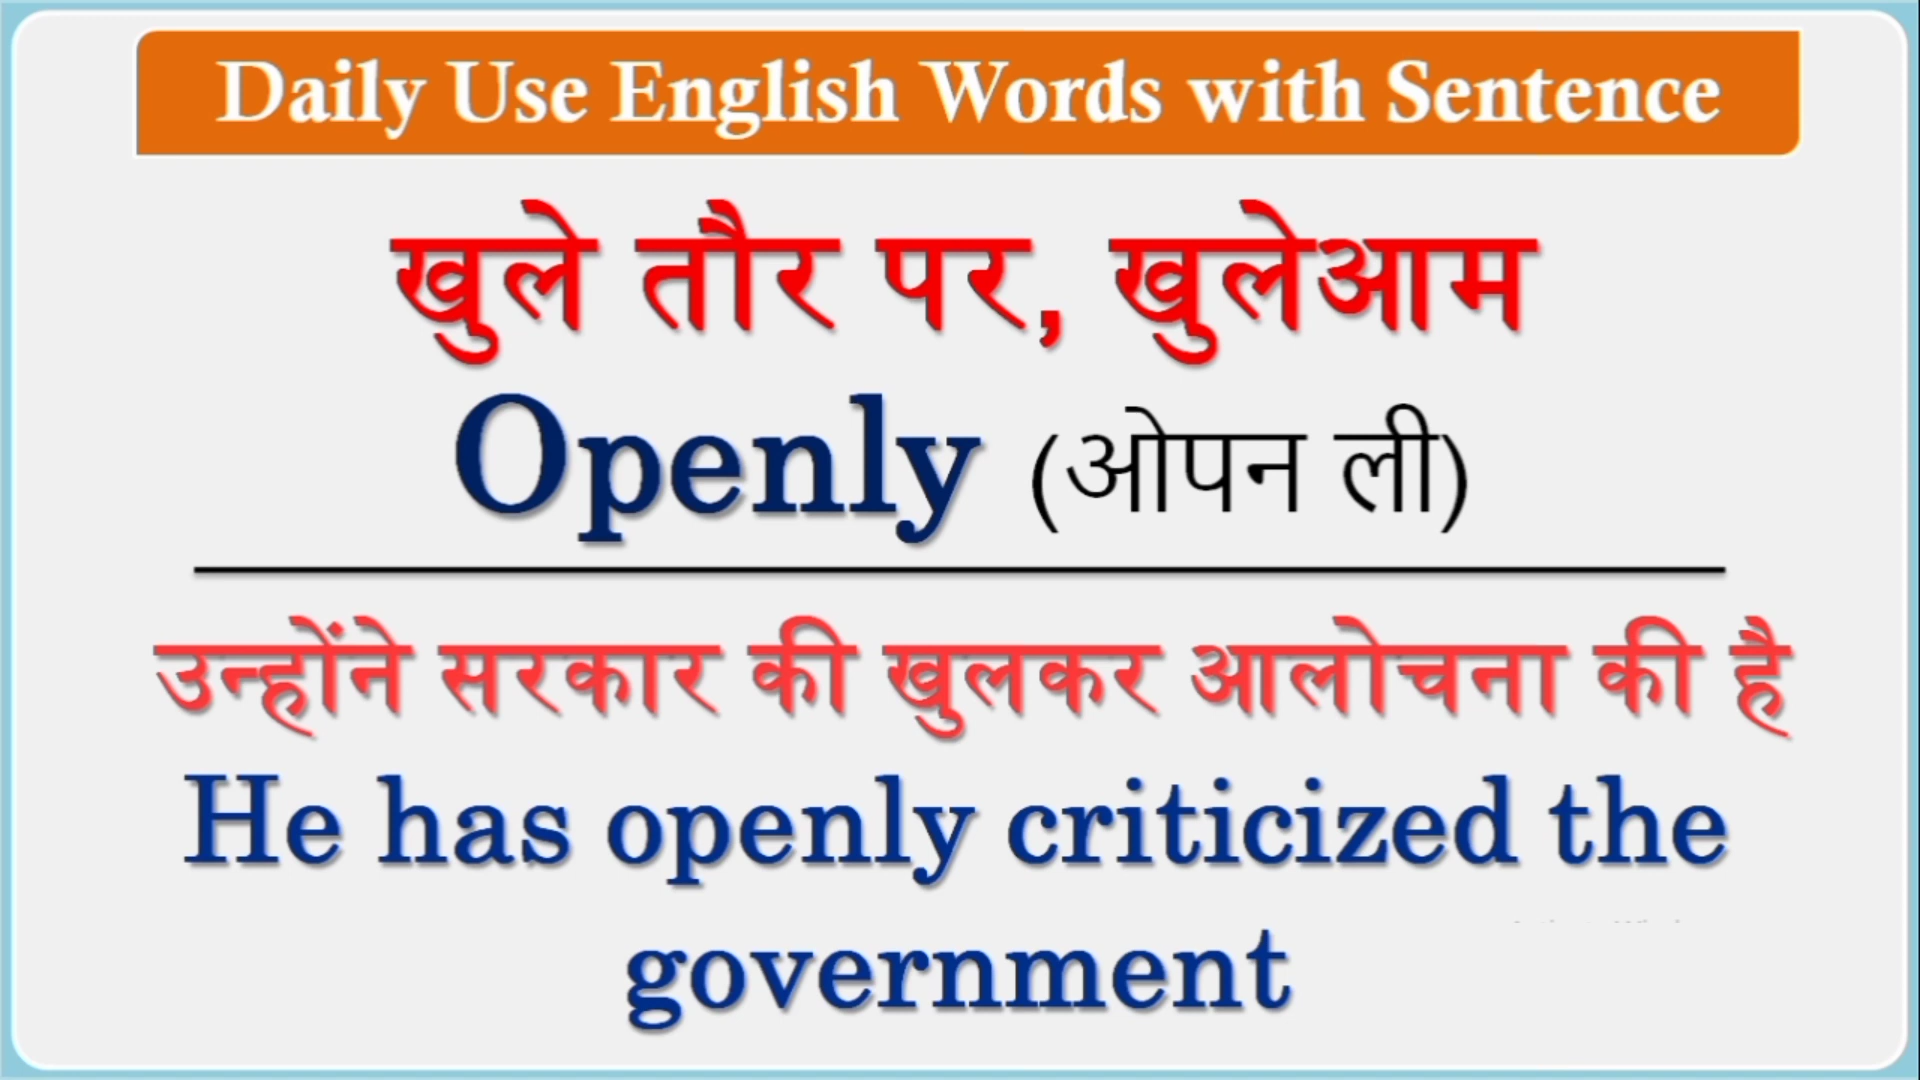 Daily Use English Words with Sentence
खुले तौर पर, खुलेआम
Openly (ओपन ली)
उन्होंने सरकार की खुलकर आलोचना की है
He has openly criticized the
government